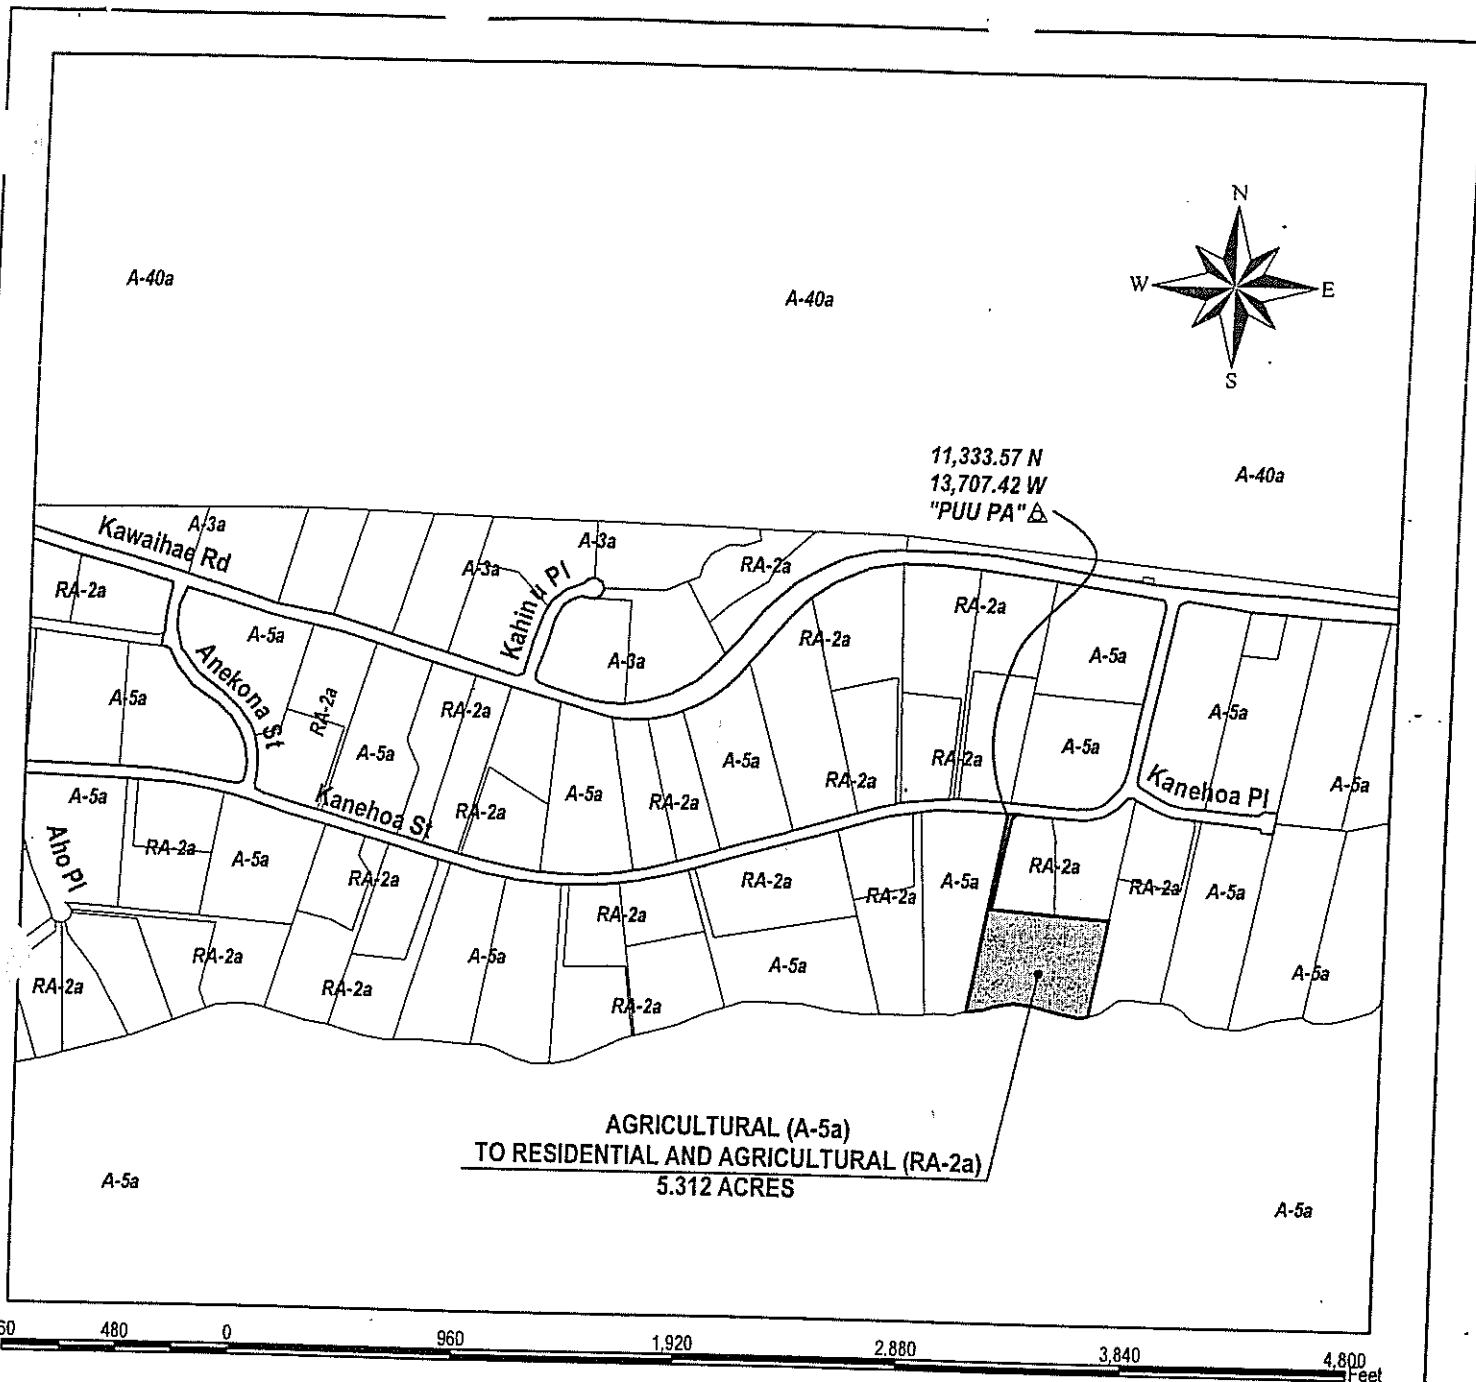 N
W
E
S
A-40a
A-40a
A-40a
11,333.57 N
13,707.42 W
"PUU PA"
A-3a
Kawaihae Rd
A-3a
A-3a
Kahinu Pl
RA-2a
RA-2a
A-5a
Anekona St
A-3a
RA-2a
RA-2a
A-5a
A-5a
RA-2a
RA-2a
A-5a
A-5a
RA-2a
A-5a
A-5a
RA-2a
RA-2a
A-5a
Kanehoa Pl
A-5a
A-5a
Kanehoa St
RA-2a
A-5a
RA-2a
Aho Pl
RA-2a
A-5a
RA-2a
RA-2a
RA-2a
A-5a
RA-2a
RA-2a
A-5a
RA-2a
RA-2a
A-5a
A-5a
A-5a
RA-2a
RA-2a
RA-2a
AGRICULTURAL (A-5a)
TO RESIDENTIAL AND AGRICULTURAL (RA-2a)
5.312 ACRES
A-5a
A-5a
480
0
960
1,920
2,880
3,840
4,800
Feet